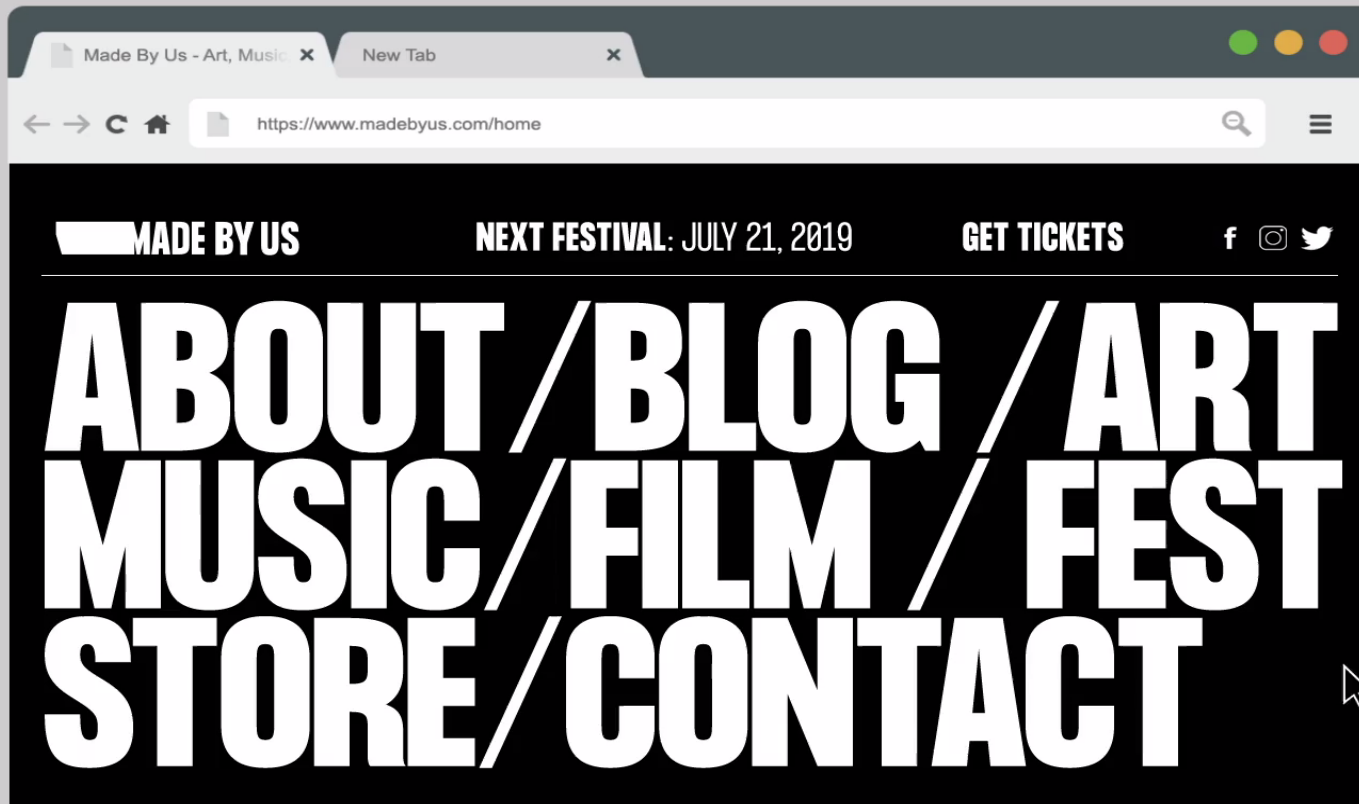 Made By Us - Art, Music
New Tab
https://www.madebyus.com/home
MADE BY US
NEXT FESTIVAL: JULY 21, 2019
GET TICKETS
ABOUT / BLOG / ART
MUSIC / FILM / FEST
STORE / CONTACT